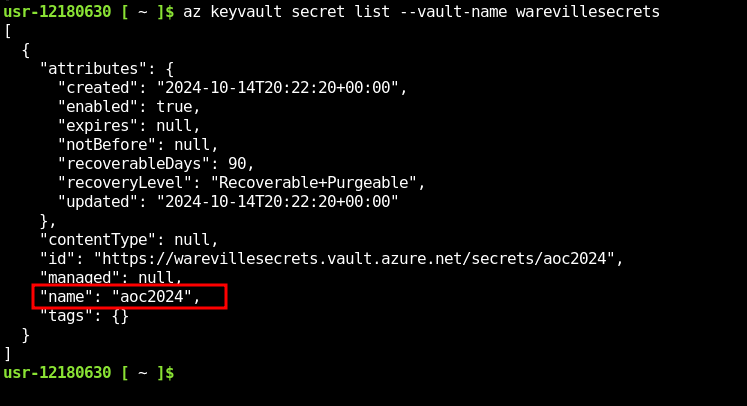 usr-12180630 [ ~ ]$ az keyvault secret list --vault-name warevillesecrets
[
  {
    "attributes": {
      "created": "2024-10-14T20:22:20+00:00",
      "enabled": true,
      "expires": null,
      "notBefore": null,
      "recoverableDays": 90,
      "recoveryLevel": "Recoverable+Purgeable",
      "updated": "2024-10-14T20:22:20+00:00"
    },
    "contentType": null,
    "id": "https://warevillesecrets.vault.azure.net/secrets/aoc2024",
    "managed": null,
    "name": "aoc2024",
    "tags": {}
  }
]
usr-12180630 [ ~ ]$